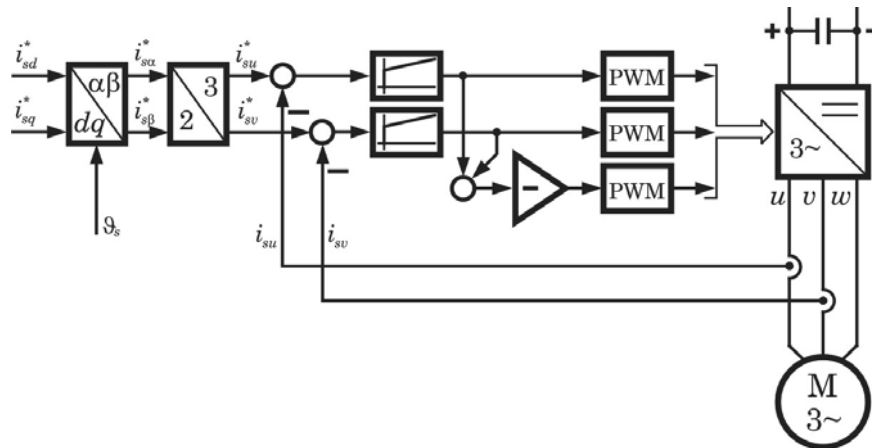 + -
i*sd i*sα i*su
αβ 3 PWM
i*sq i*sβ i*sv
dq 2 PWM
3~
PWM
u v w
ϑs isu isv
M
3~